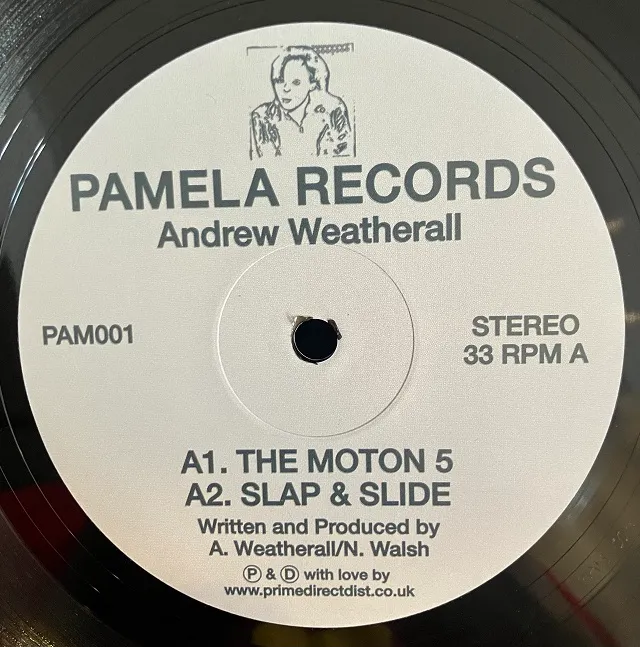 PAMELA RECORDS
Andrew Weatherall
PAM001
STEREO
33 RPM A
A1. THE MOTON 5
A2. SLAP & SLIDE
Written and Produced by
A. Weatherall/N. Walsh
Ⓟ & Ⓓ with love by
www.primedirectdist.co.uk